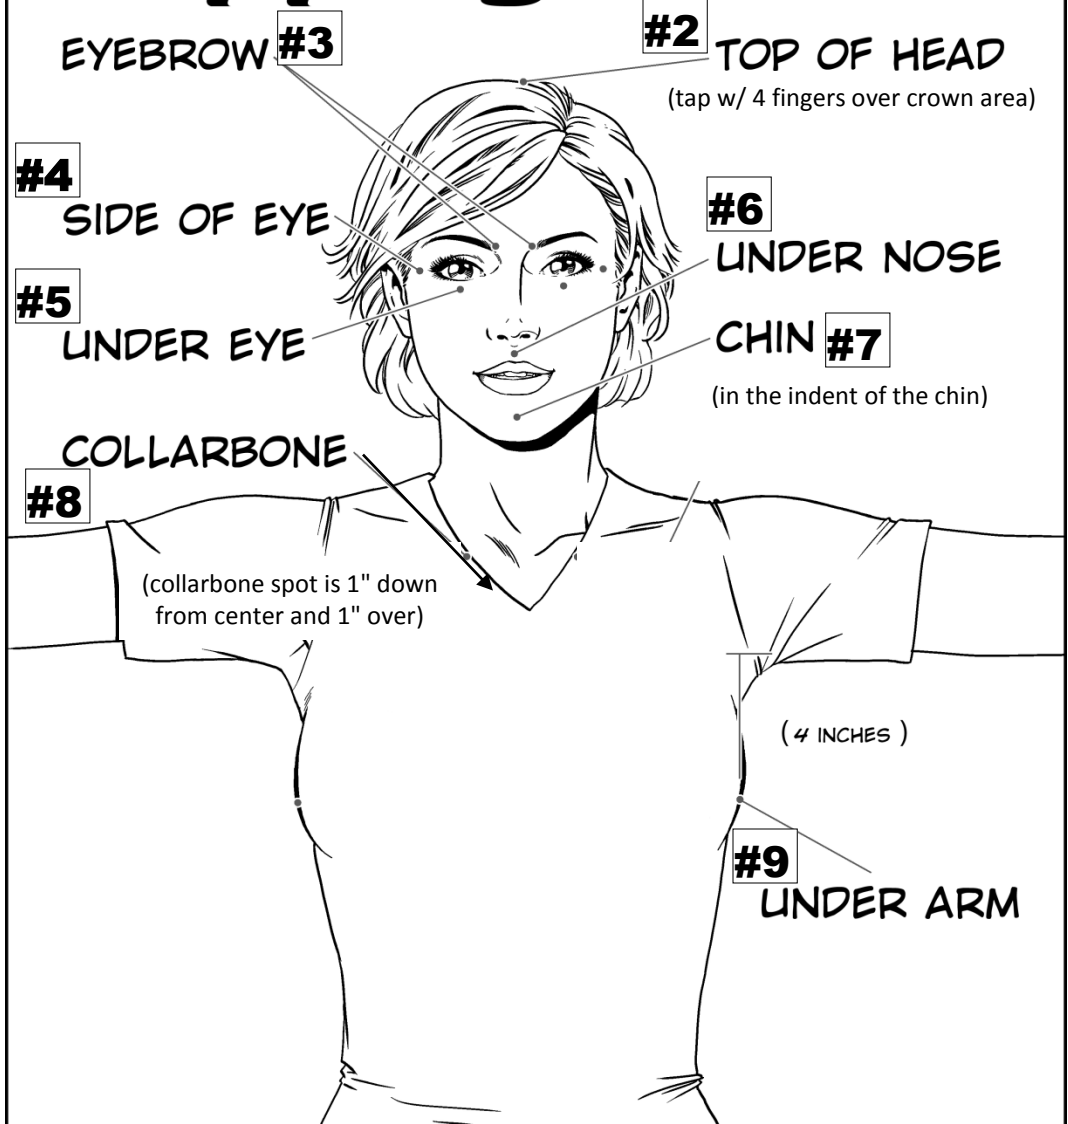 EYEBROW #3
#2 TOP OF HEAD
(tap w/ 4 fingers over crown area)
#4
SIDE OF EYE
#6
UNDER NOSE
#5
UNDER EYE
CHIN #7
(in the indent of the chin)
COLLARBONE
#8
(collarbone spot is 1" down
from center and 1" over)
( 4 INCHES )
#9
UNDER ARM